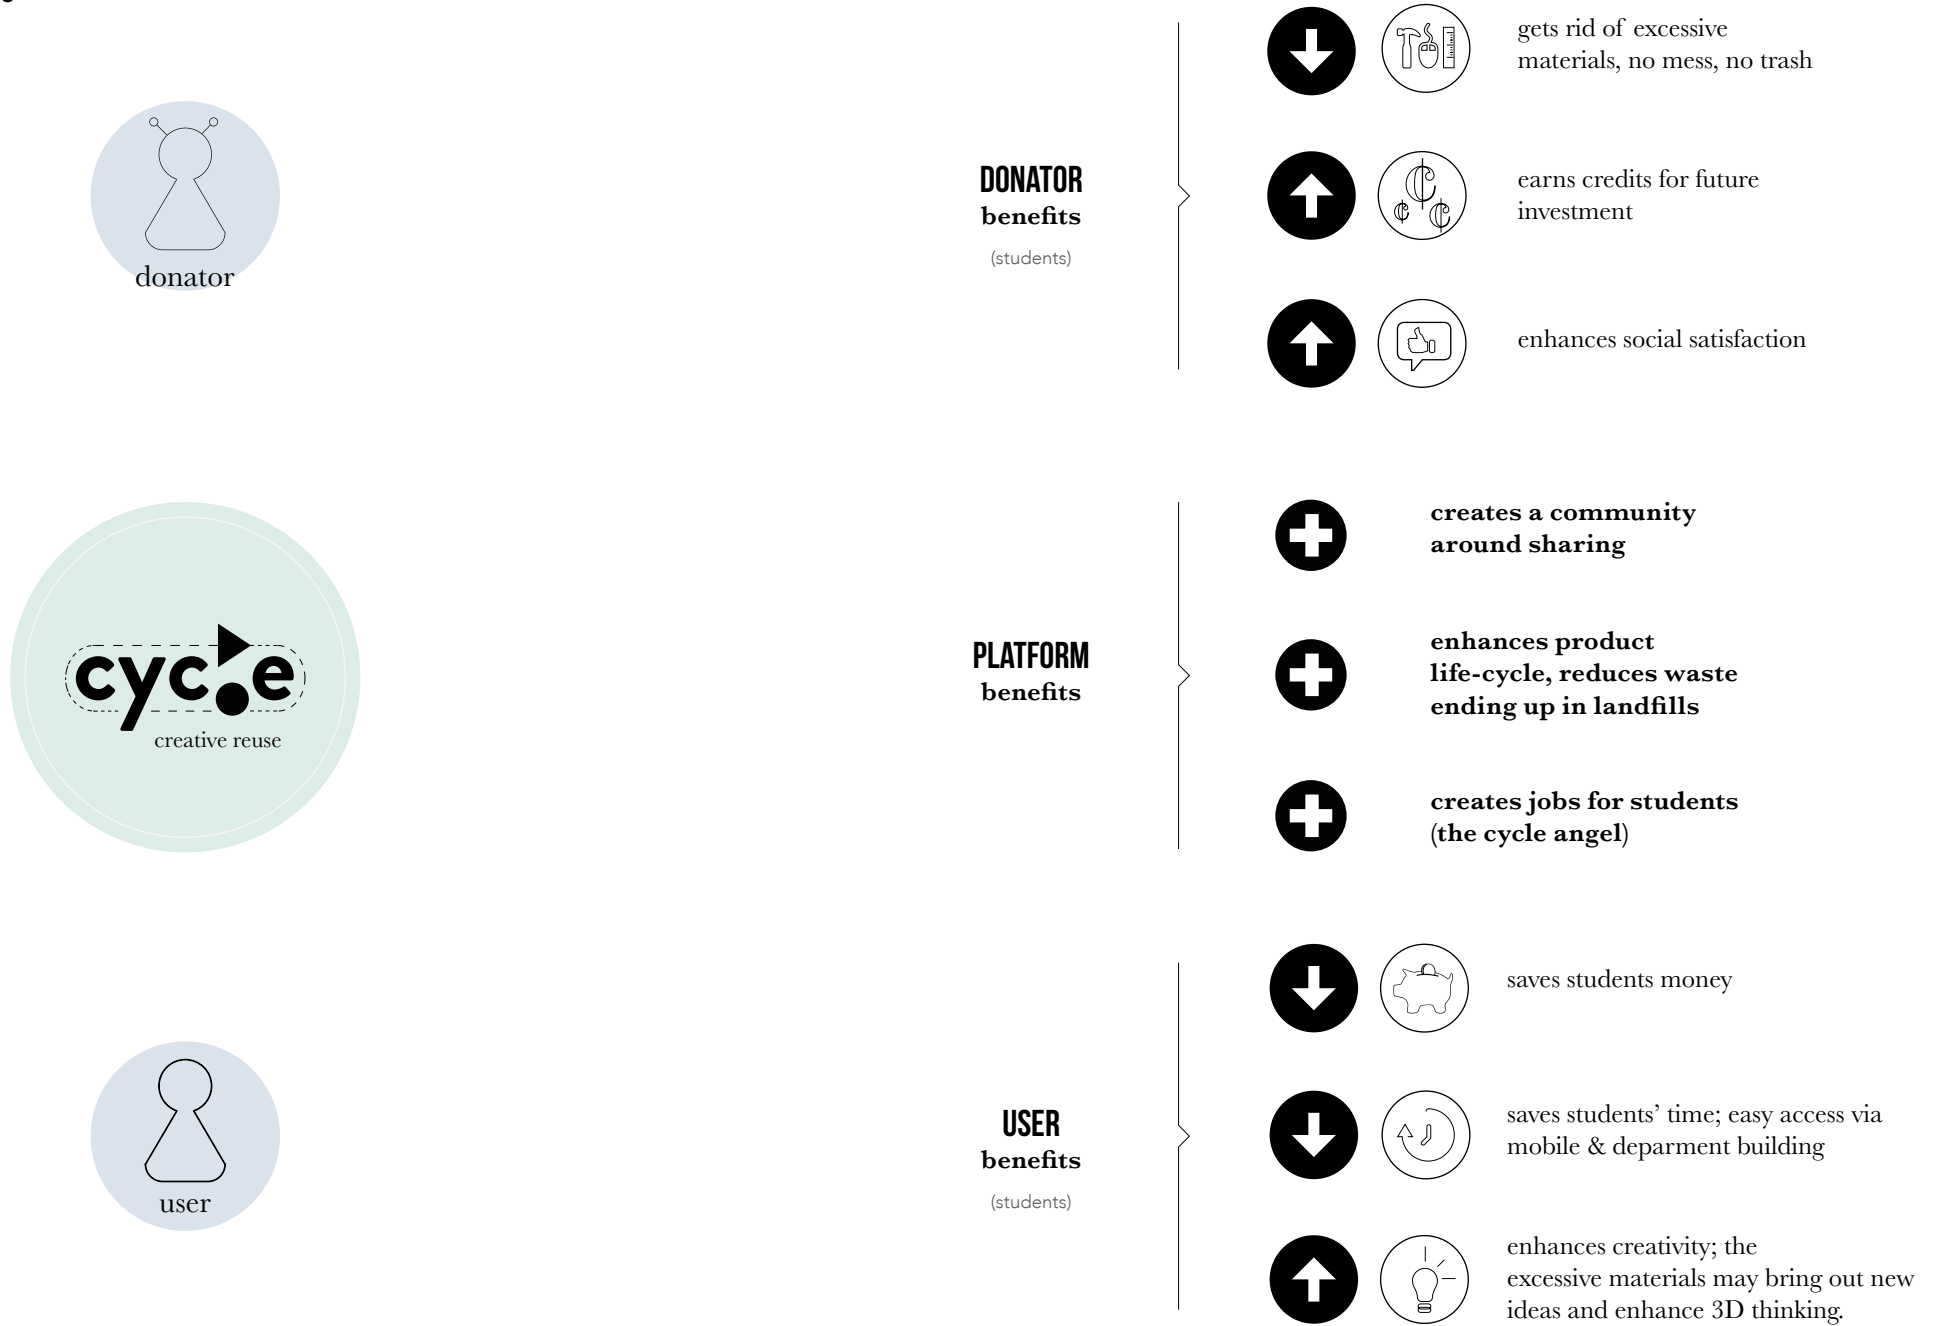 donator
DONATOR
benefits
(students)
gets rid of excessive
materials, no mess, no trash
earns credits for future
investment
enhances social satisfaction
cycle
creative reuse
PLATFORM
benefits
creates a community
around sharing
enhances product
life-cycle, reduces waste
ending up in landfills
creates jobs for students
(the cycle angel)
user
USER
benefits
(students)
saves students money
saves students’ time; easy access via
mobile & deparment building
enhances creativity; the
excessive materials may bring out new
ideas and enhance 3D thinking.